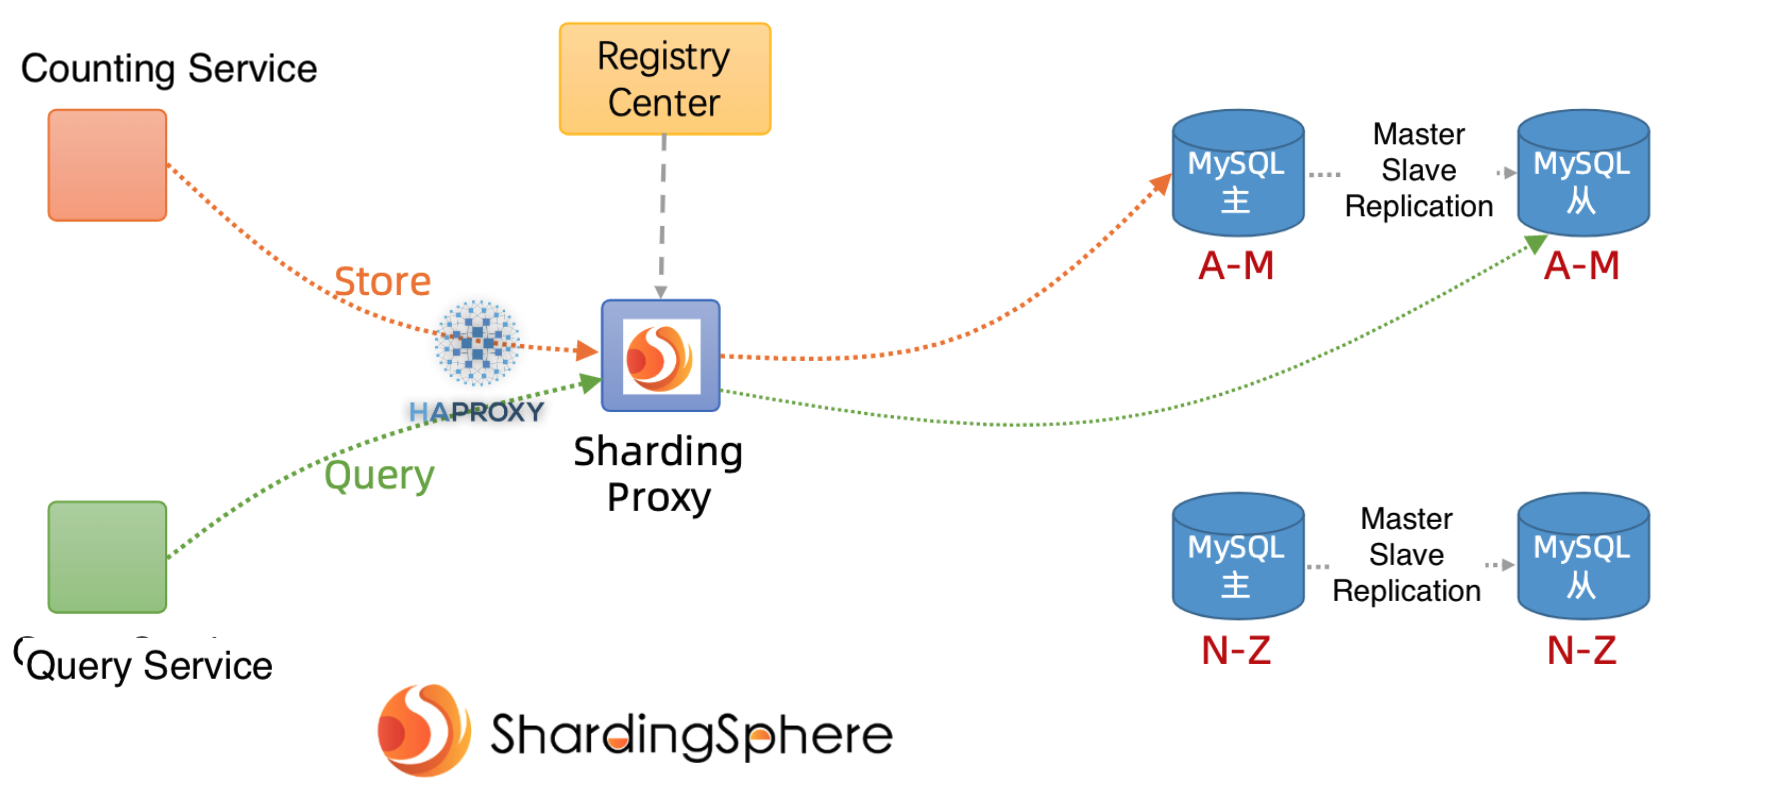 Counting Service
Registry
Center
Store
HAPROXY
Query
Sharding
Proxy
Query Service
MySQL
主
A-M
Master
Slave
Replication
MySQL
从
A-M
MySQL
主
N-Z
Master
Slave
Replication
MySQL
从
N-Z
ShardingSphere